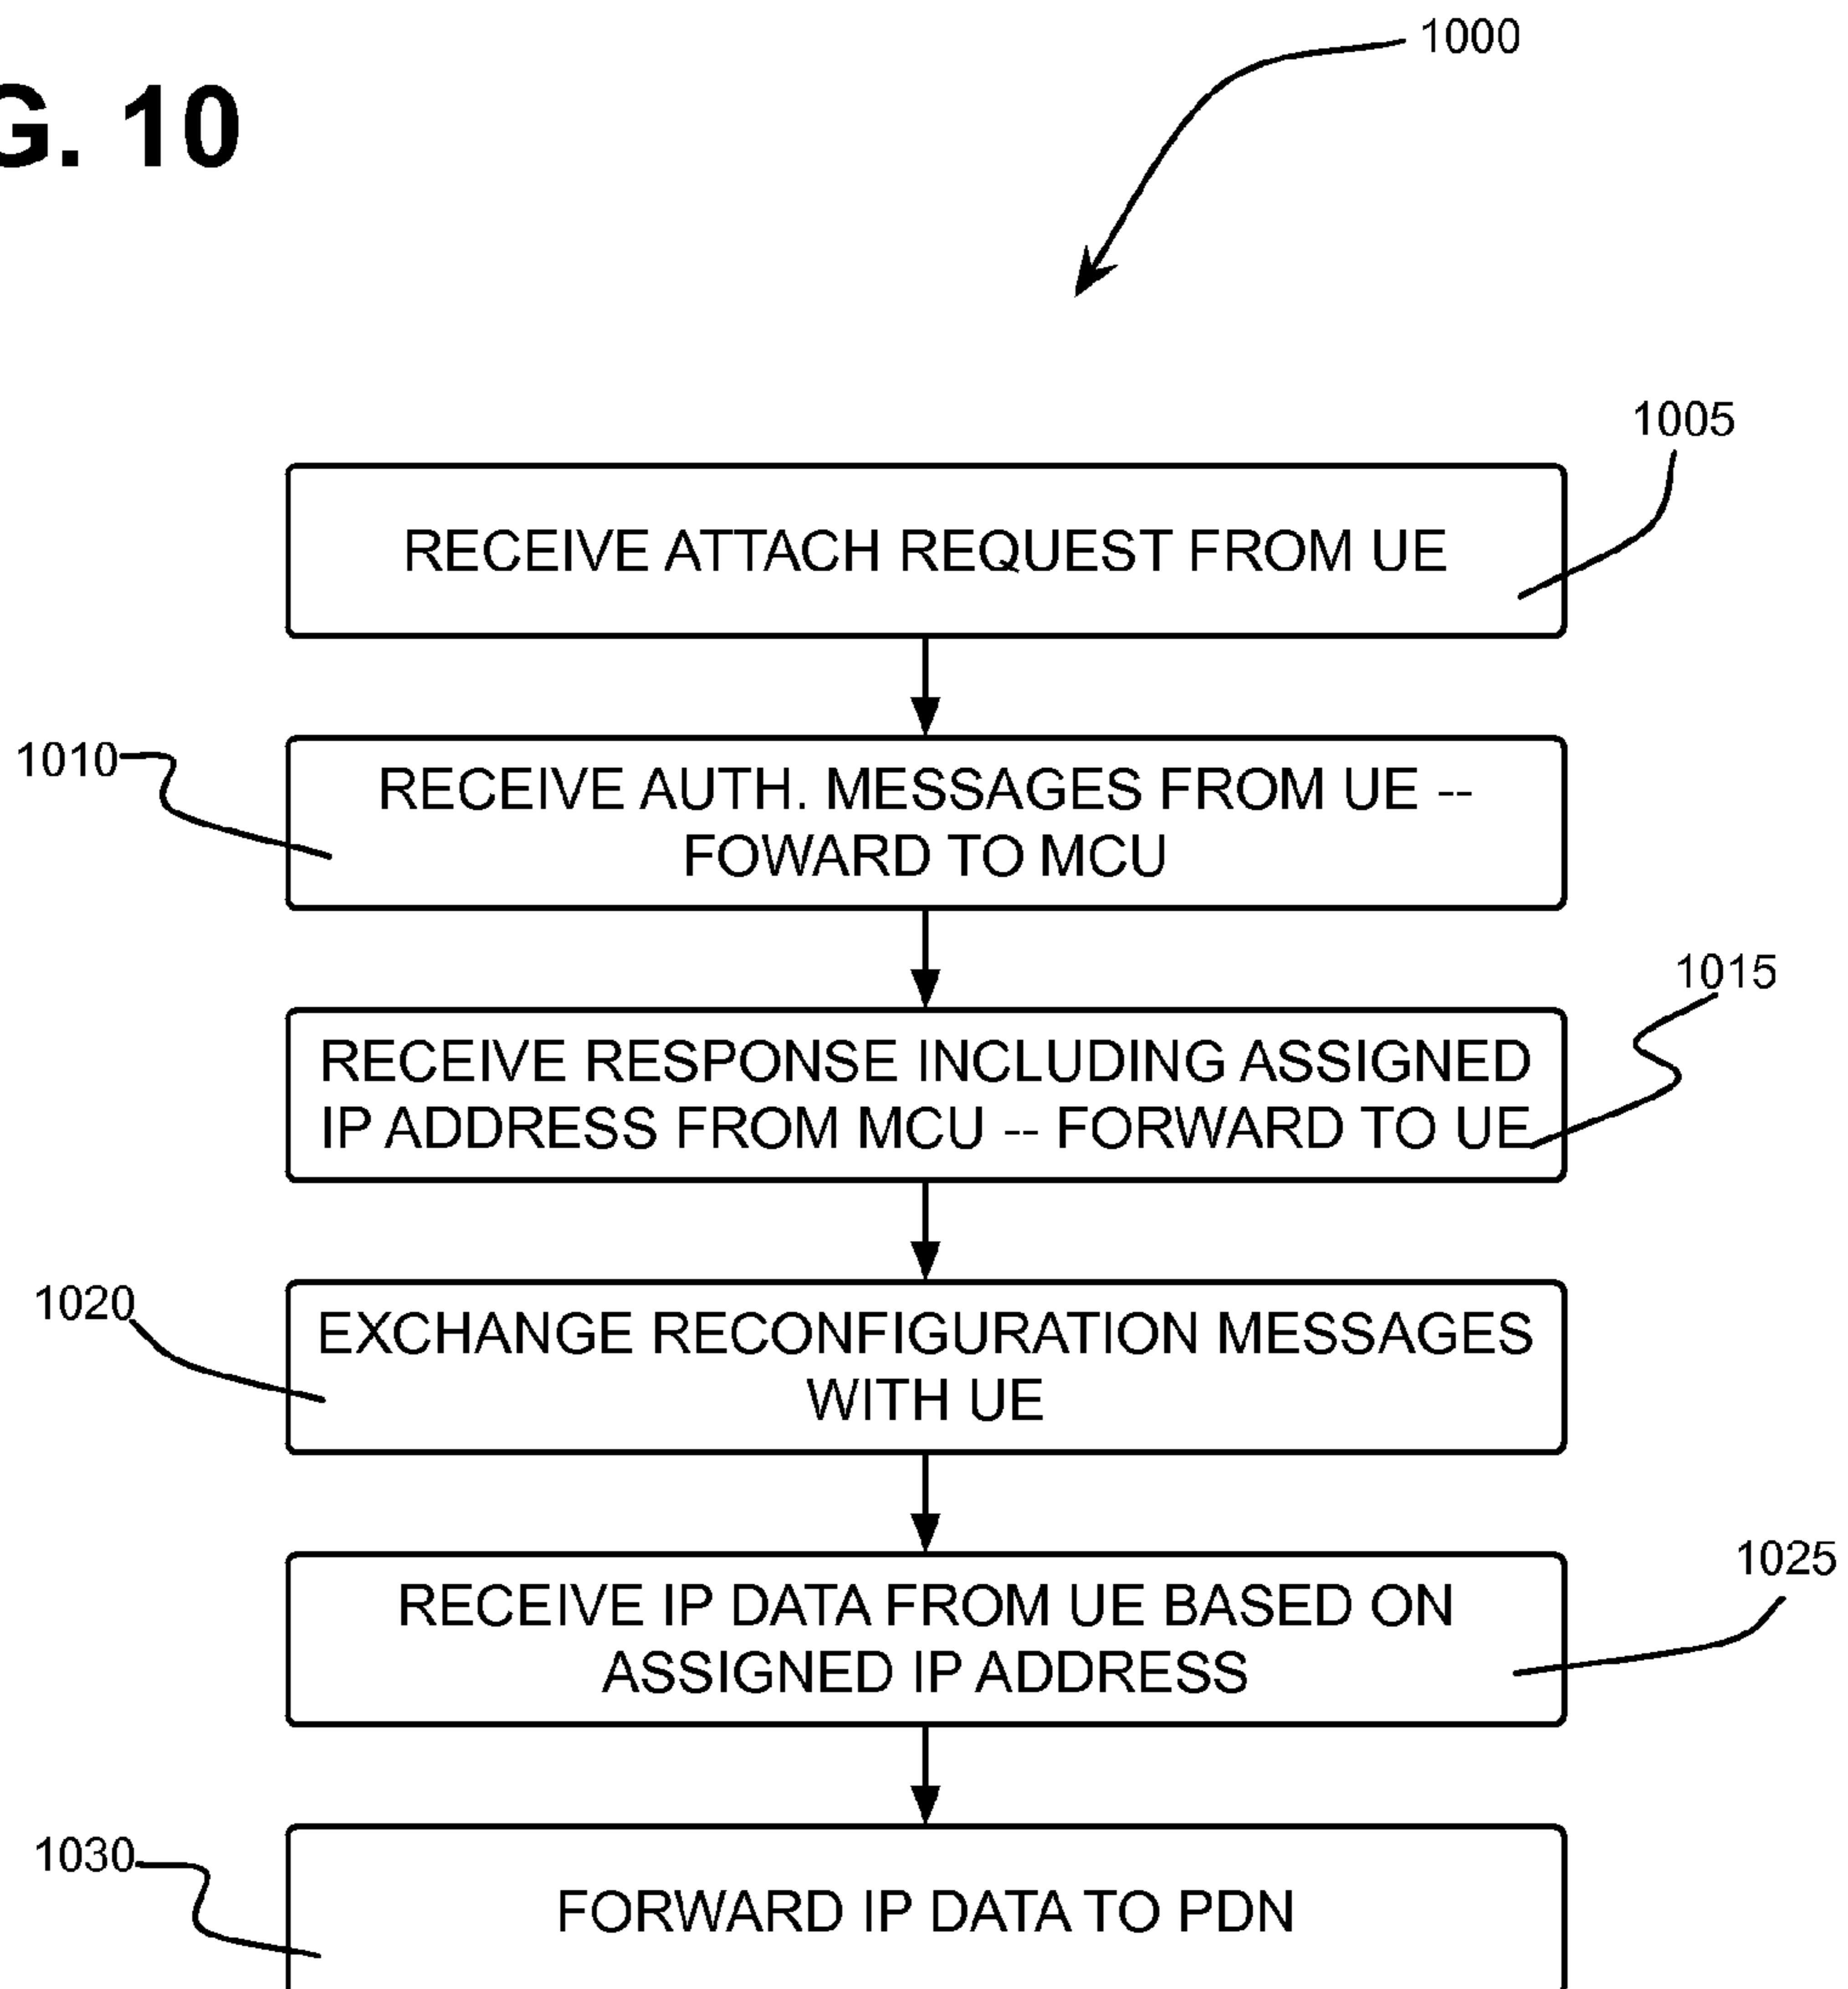 G. 10
1000
1005
RECEIVE ATTACH REQUEST FROM UE
1010
RECEIVE AUTH. MESSAGES FROM UE --
FOWARD TO MCU
1015
RECEIVE RESPONSE INCLUDING ASSIGNED
IP ADDRESS FROM MCU -- FORWARD TO UE
1020
EXCHANGE RECONFIGURATION MESSAGES
WITH UE
1025
RECEIVE IP DATA FROM UE BASED ON
ASSIGNED IP ADDRESS
1030
FORWARD IP DATA TO PDN